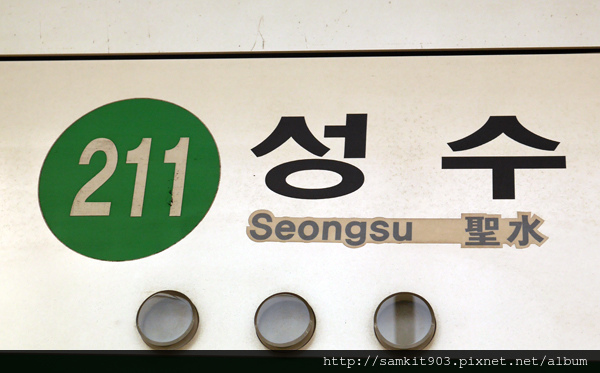 211 성수
Seongsu 聖水
http://samkit903.pixnet.net/album